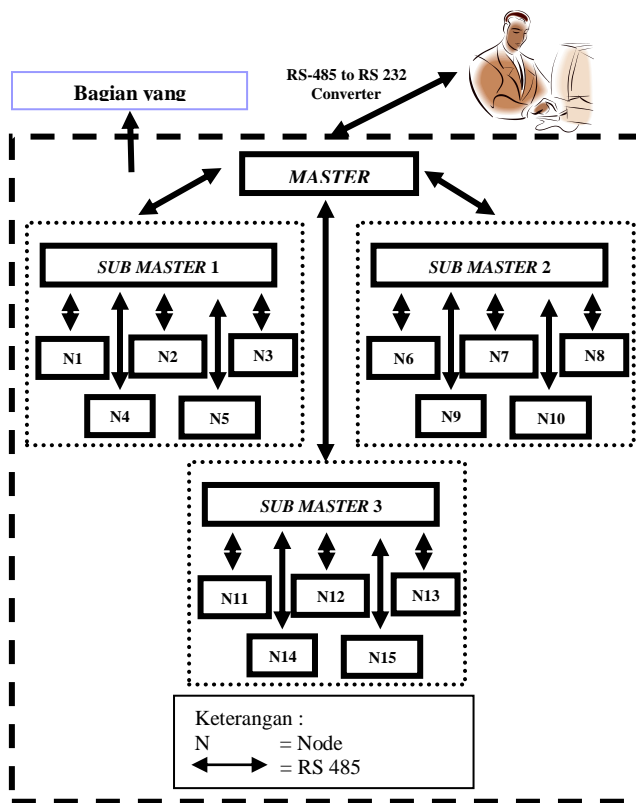 RS-485 to RS 232
Converter
Bagian yang
MASTER
SUB MASTER 1
N1
N2
N3
N4
N5
SUB MASTER 2
N6
N7
N8
N9
N10
SUB MASTER 3
N11
N12
N13
N14
N15
Keterangan :
N = Node
= RS 485